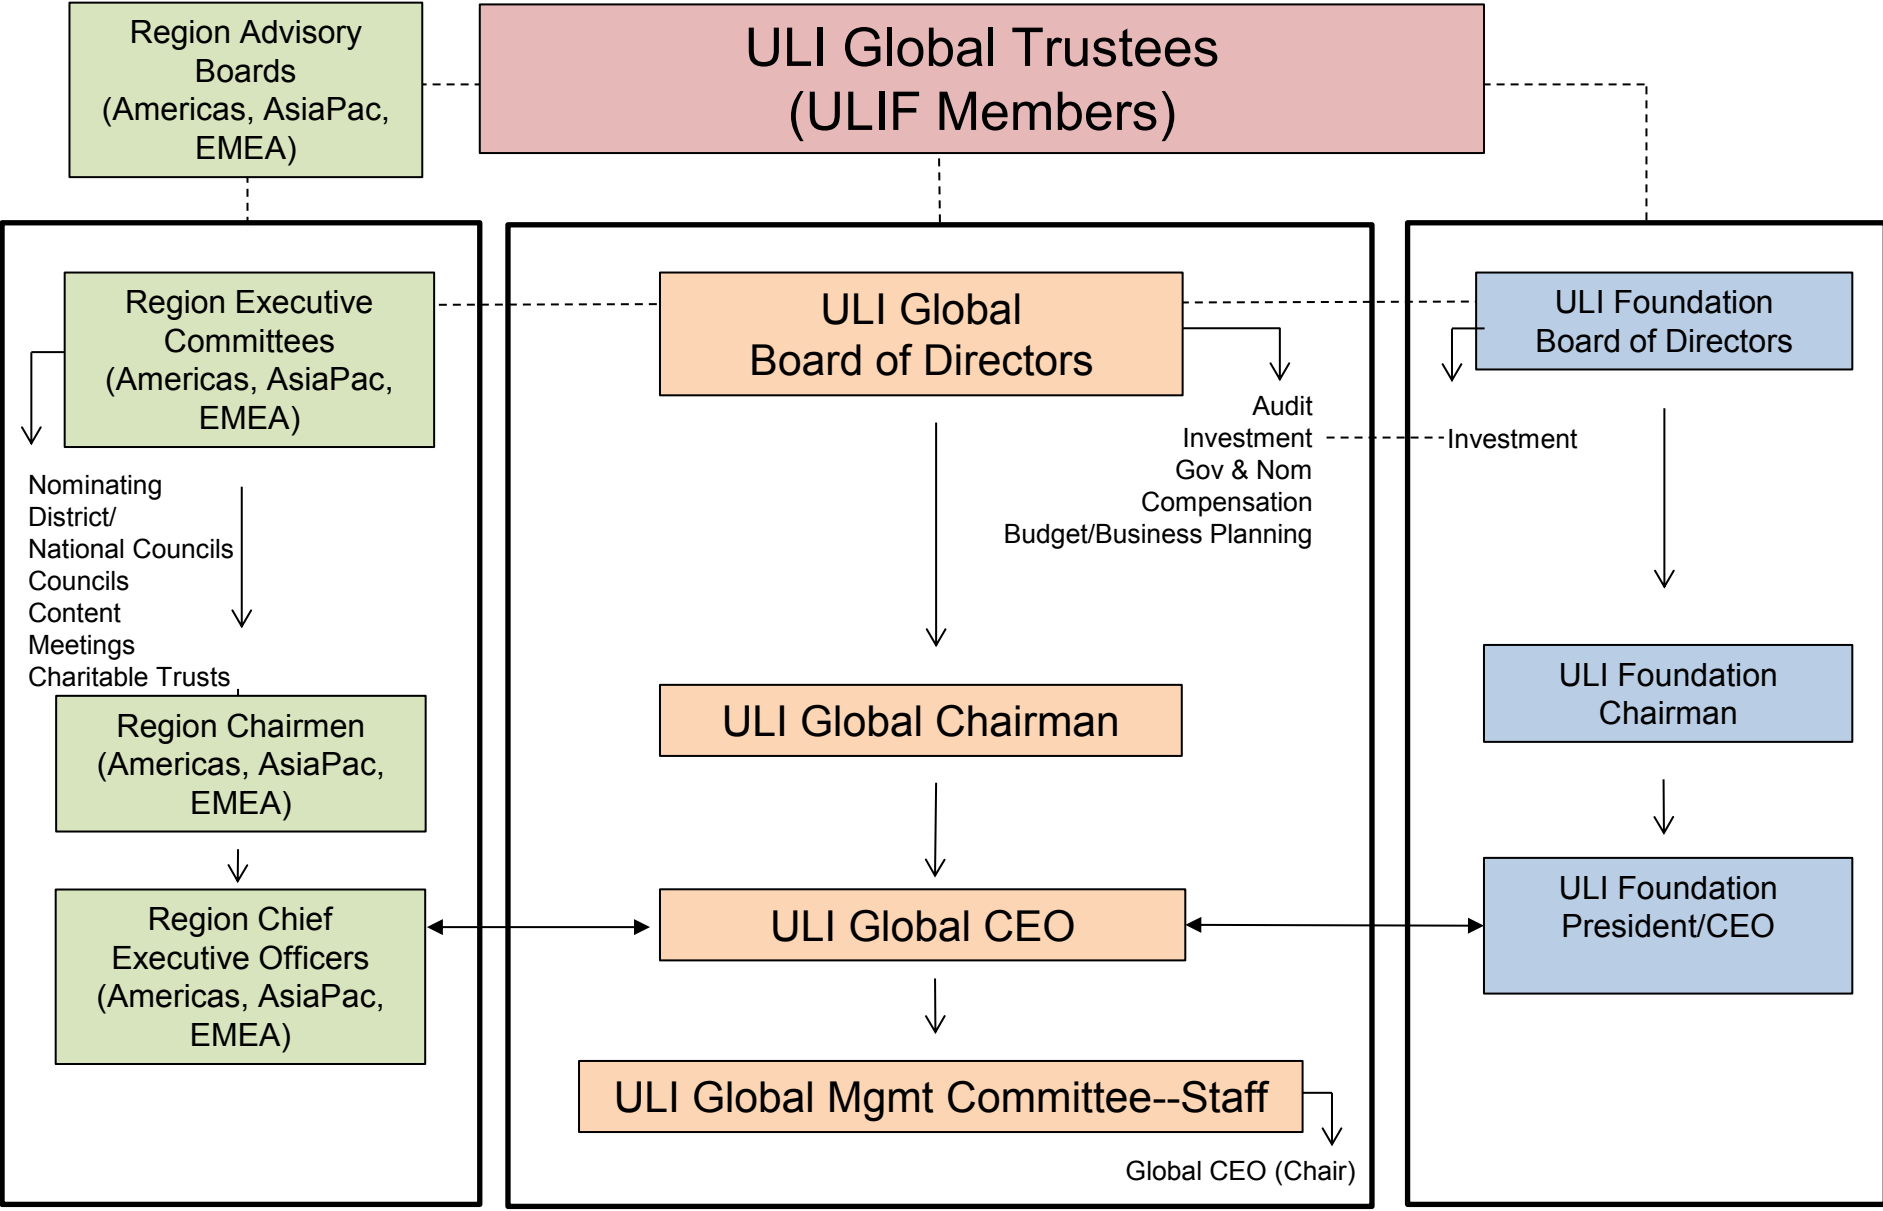 Region Advisory
Boards
(Americas, AsiaPac,
EMEA)
ULI Global Trustees
(ULIF Members)
Region Executive
Committees
(Americas, AsiaPac,
EMEA)
Nominating
District/
National Councils
Councils
Content
Meetings
Charitable Trusts
Region Chairmen
(Americas, AsiaPac,
EMEA)
Region Chief
Executive Officers
(Americas, AsiaPac,
EMEA)
ULI Global
Board of Directors
Audit
Investment
Gov & Nom
Compensation
Budget/Business Planning
ULI Global Chairman
ULI Global CEO
ULI Global Mgmt Committee--Staff
Global CEO (Chair)
ULI Foundation
Board of Directors
Investment
ULI Foundation
Chairman
ULI Foundation
President/CEO